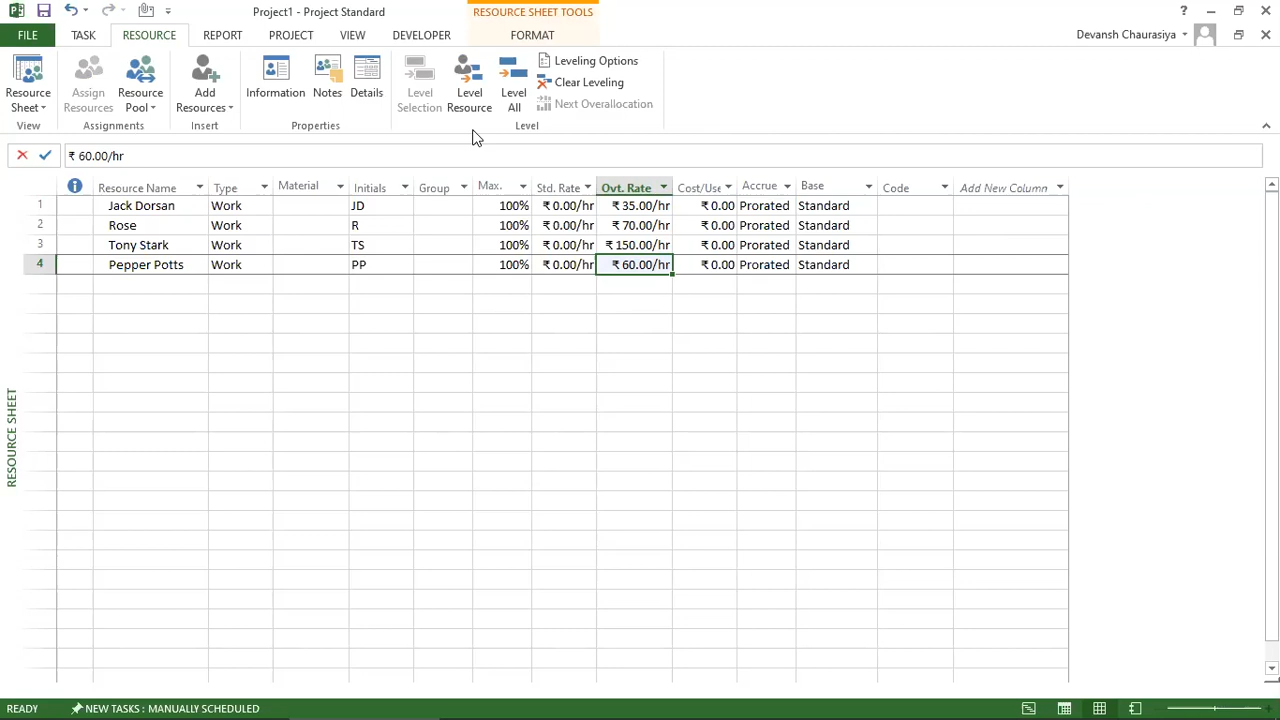 Project1 - Project Standard
RESOURCE SHEET TOOLS
?
FILE TASK RESOURCE REPORT PROJECT VIEW DEVELOPER FORMAT
Devansh Chaurasiya
Resource Sheet
Assign Resources
Resource Pool
Add Resources
Information
Notes
Details
Level Selection
Level Resource
Level All
Leveling Options
Clear Leveling
Next Overallocation
View Assignments Insert Properties Level
₹ 60.00/hr
Resource Name Type Material Initials Group Max. Std. Rate Ovt. Rate Cost/Use Accrue Base Code Add New Column
1 Jack Dorsan Work JD 100% ₹ 0.00/hr ₹ 35.00/hr ₹ 0.00 Prorated Standard
2 Rose Work R 100% ₹ 0.00/hr ₹ 70.00/hr ₹ 0.00 Prorated Standard
3 Tony Stark Work TS 100% ₹ 0.00/hr ₹ 150.00/hr ₹ 0.00 Prorated Standard
4 Pepper Potts Work PP 100% ₹ 0.00/hr ₹ 60.00/hr ₹ 0.00 Prorated Standard
RESOURCE SHEET
READY NEW TASKS : MANUALLY SCHEDULED